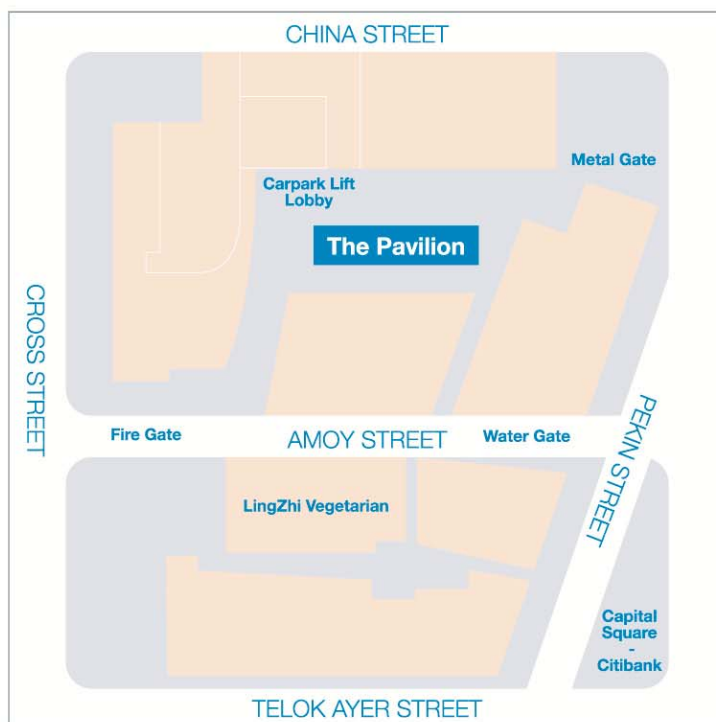 CHINA STREET
Metal Gate
Carpark Lift
Lobby
The Pavilion
CROSS STREET
PEKIN STREET
Fire Gate
AMOY STREET
Water Gate
LingZhi Vegetarian
Capital
Square
-
Citibank
TELOK AYER STREET